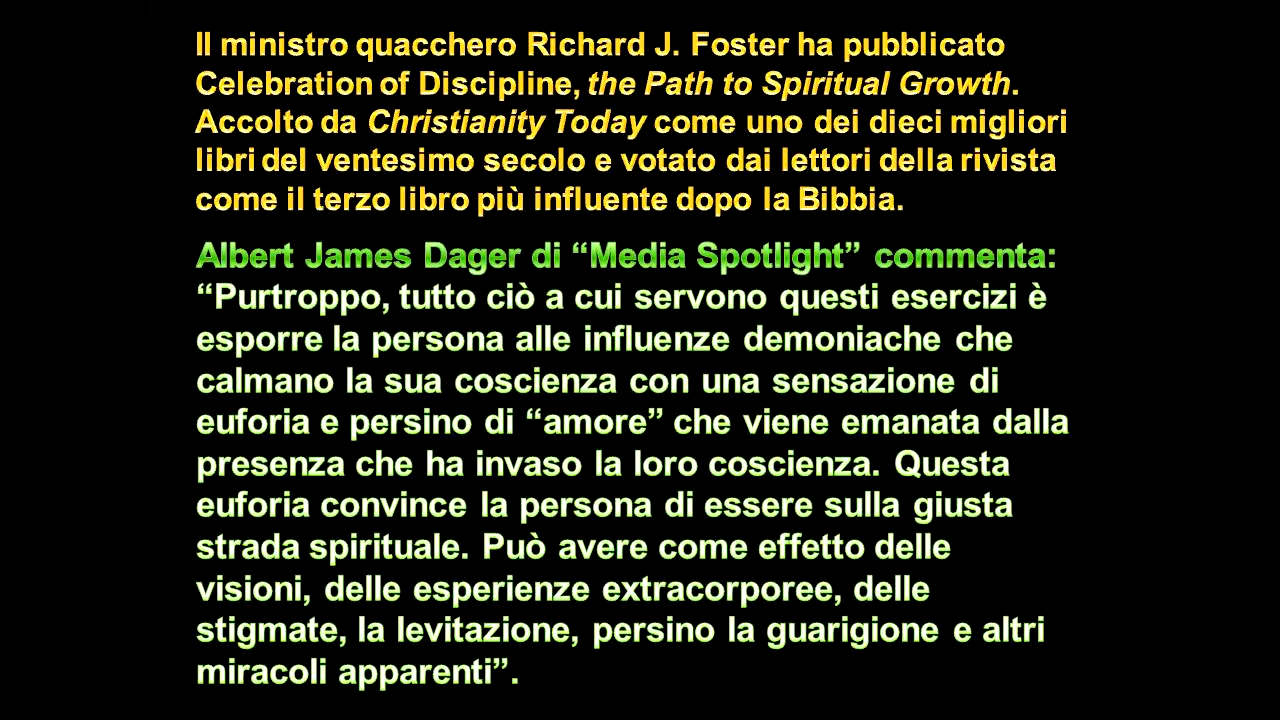 Il ministro quacchero Richard J. Foster ha pubblicato
Celebration of Discipline, the Path to Spiritual Growth.
Accolto da Christianity Today come uno dei dieci migliori
libri del ventesimo secolo e votato dai lettori della rivista
come il terzo libro più influente dopo la Bibbia.
Albert James Dager di “Media Spotlight” commenta:
“Purtroppo, tutto ciò a cui servono questi esercizi è
esporre la persona alle influenze demoniache che
calmano la sua coscienza con una sensazione di
euforia e persino di “amore” che viene emanata dalla
presenza che ha invaso la loro coscienza. Questa
euforia convince la persona di essere sulla giusta
strada spirituale. Può avere come effetto delle
visioni, delle esperienze extracorporee, delle
stigmate, la levitazione, persino la guarigione e altri
miracoli apparenti”.